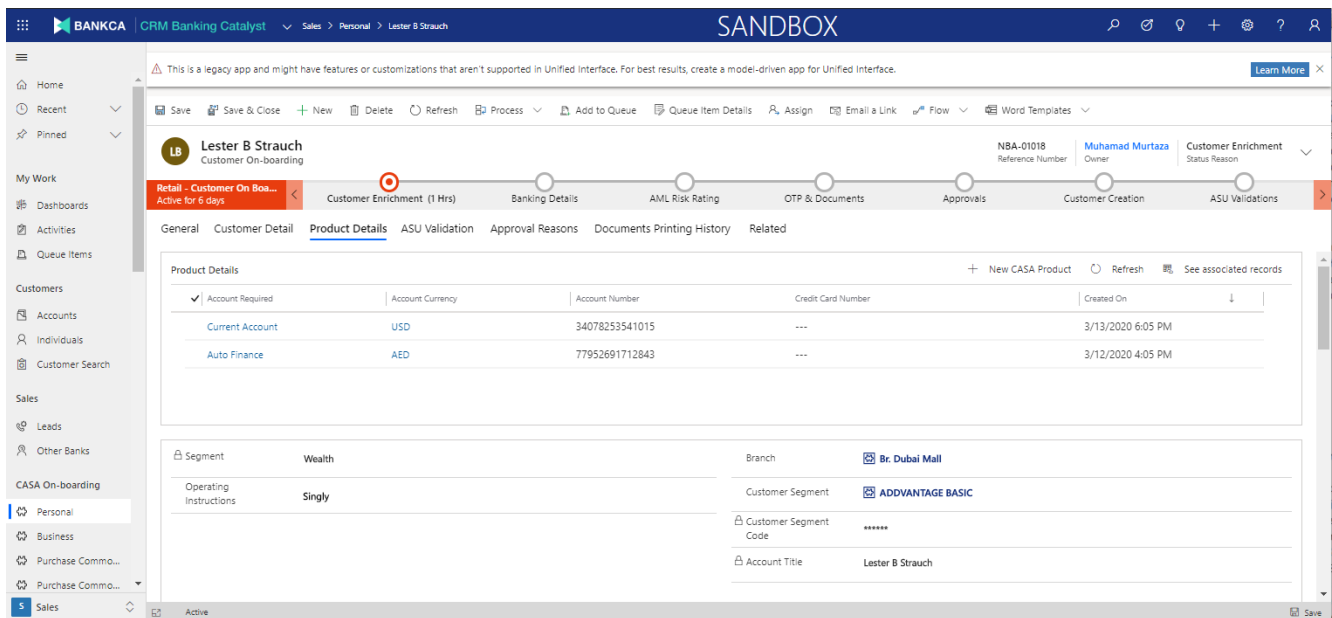 BANKCA CRM Banking Catalyst Sales > Personal > Lester B Strauch SANDBOX
This is a legacy app and might have features or customizations that aren't supported in Unified Interface. For best results, create a model-driven app for Unified Interface. Learn More
Home
Recent
Pinned
My Work
Dashboards
Activities
Queue Items
Customers
Accounts
Individuals
Customer Search
Sales
Leads
Other Banks
CASA On-boarding
Personal
Business
Purchase Commo...
Purchase Commo...
S Sales
Save Save & Close New Delete Refresh Process Add to Queue Queue Item Details Assign Email a Link Flow Word Templates
LB Lester B Strauch
Customer On-boarding
NBA-01018 Muhamad Murtaza Customer Enrichment
Reference Number Owner Status Reason
Retail - Customer On Boa...
Active for 6 days
Customer Enrichment (1 Hrs) Banking Details AML Risk Rating OTP & Documents Approvals Customer Creation ASU Validations
General Customer Detail Product Details ASU Validation Approval Reasons Documents Printing History Related
Product Details New CASA Product Refresh See associated records
Account Required Account Currency Account Number Credit Card Number Created On
Current Account USD 34078253541015 --- 3/13/2020 6:05 PM
Auto Finance AED 77952691712843 --- 3/12/2020 4:05 PM
Segment Wealth
Operating Instructions Singly
Branch Br. Dubai Mall
Customer Segment ADDVANTAGE BASIC
Customer Segment Code ******
Account Title Lester B Strauch
Active Save